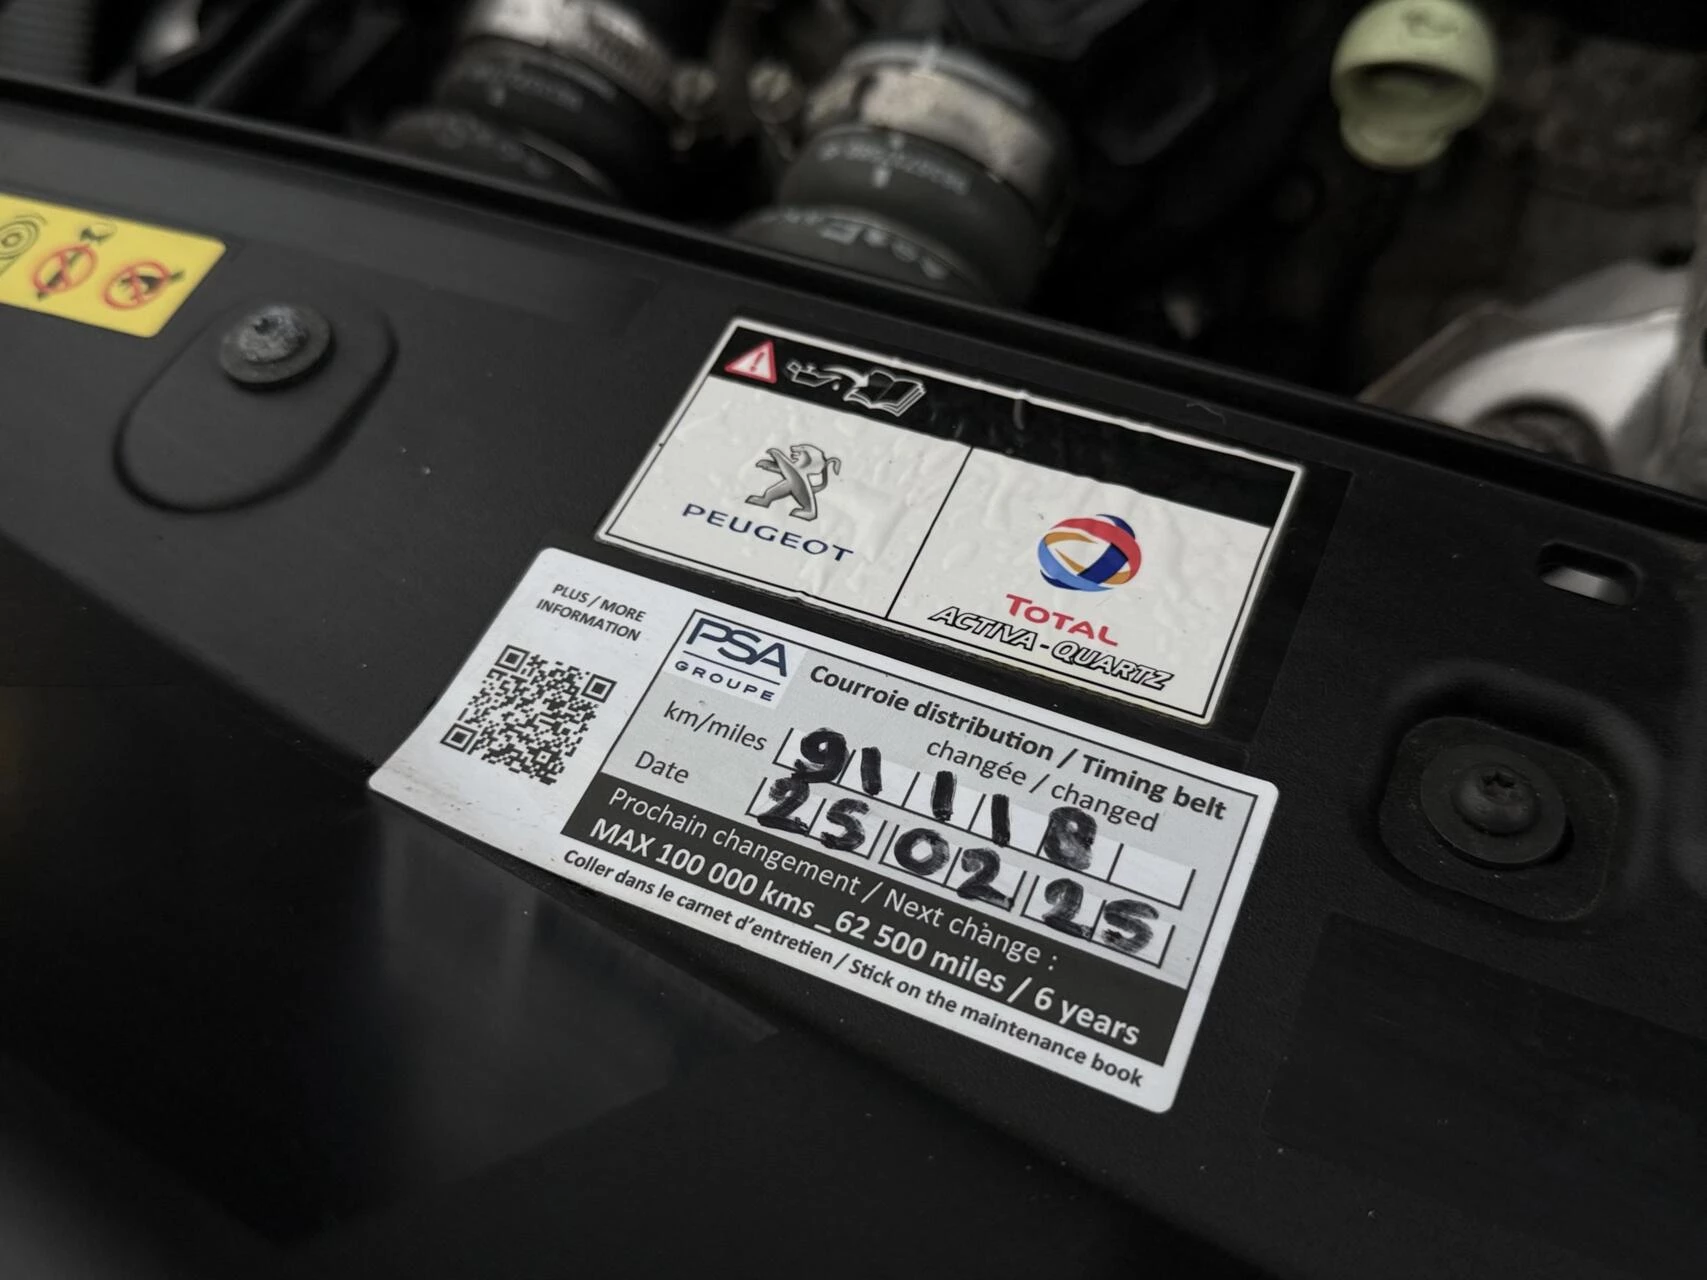 PEUGEOT
TOTAL
ACTIVA - QUARTZ
PLUS / MORE
INFORMATION
PSA
GROUPE
Courroie distribution / Timing belt
changée / changed
km/miles 91118
Date 25 02 25
Prochain changement / Next change :
MAX 100 000 kms_62 500 miles / 6 years
Coller dans le carnet d'entretien / Stick on the maintenance book